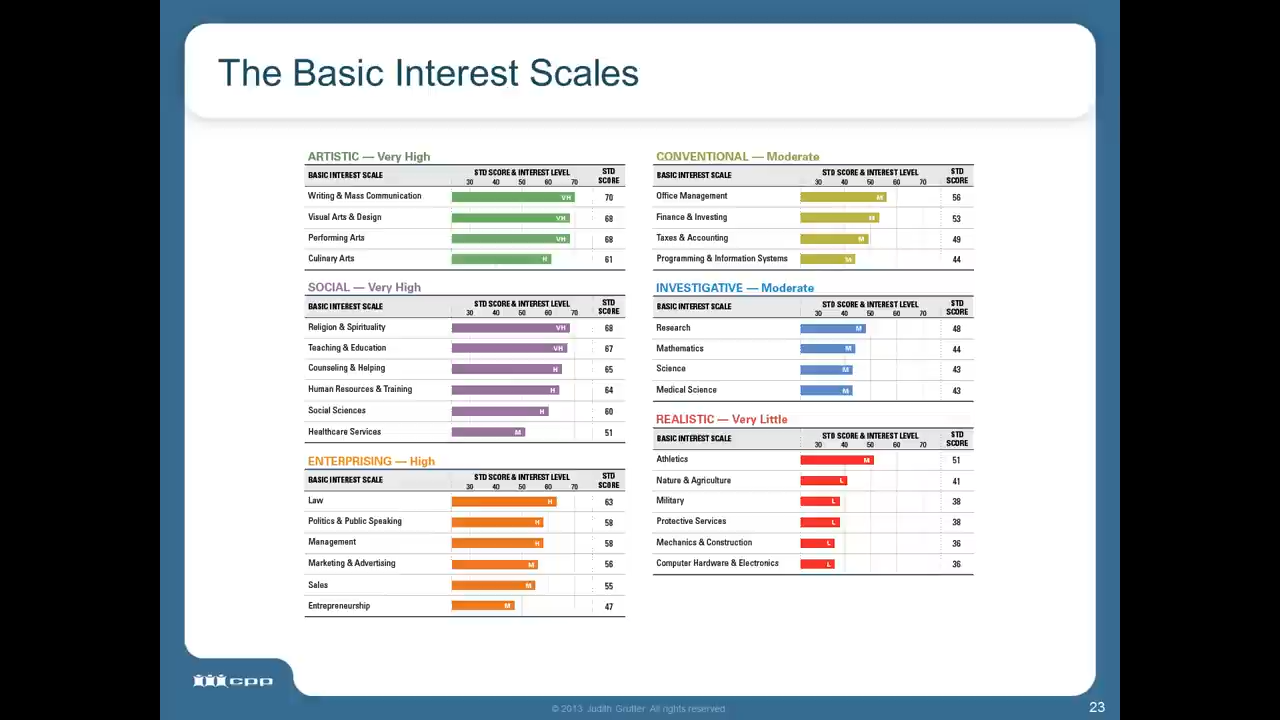 The Basic Interest Scales
ARTISTIC — Very High
BASIC INTEREST SCALE STD SCORE & INTEREST LEVEL STD SCORE
30 40 50 60 70
Writing & Mass Communication VH 70
Visual Arts & Design VH 68
Performing Arts VH 68
Culinary Arts H 61
SOCIAL — Very High
BASIC INTEREST SCALE STD SCORE & INTEREST LEVEL STD SCORE
30 40 50 60 70
Religion & Spirituality VH 68
Teaching & Education VH 67
Counseling & Helping H 65
Human Resources & Training H 64
Social Sciences H 60
Healthcare Services M 51
ENTERPRISING — High
BASIC INTEREST SCALE STD SCORE & INTEREST LEVEL STD SCORE
30 40 50 60 70
Law H 63
Politics & Public Speaking H 58
Management H 58
Marketing & Advertising M 56
Sales M 55
Entrepreneurship M 47
CONVENTIONAL — Moderate
BASIC INTEREST SCALE STD SCORE & INTEREST LEVEL STD SCORE
30 40 50 60 70
Office Management M 56
Finance & Investing M 53
Taxes & Accounting M 49
Programming & Information Systems M 44
INVESTIGATIVE — Moderate
BASIC INTEREST SCALE STD SCORE & INTEREST LEVEL STD SCORE
30 40 50 60 70
Research M 48
Mathematics M 44
Science M 43
Medical Science M 43
REALISTIC — Very Little
BASIC INTEREST SCALE STD SCORE & INTEREST LEVEL STD SCORE
30 40 50 60 70
Athletics M 51
Nature & Agriculture L 41
Military L 38
Protective Services L 38
Mechanics & Construction L 36
Computer Hardware & Electronics L 36
cpp
© 2013 Judith Grutter All rights reserved
23